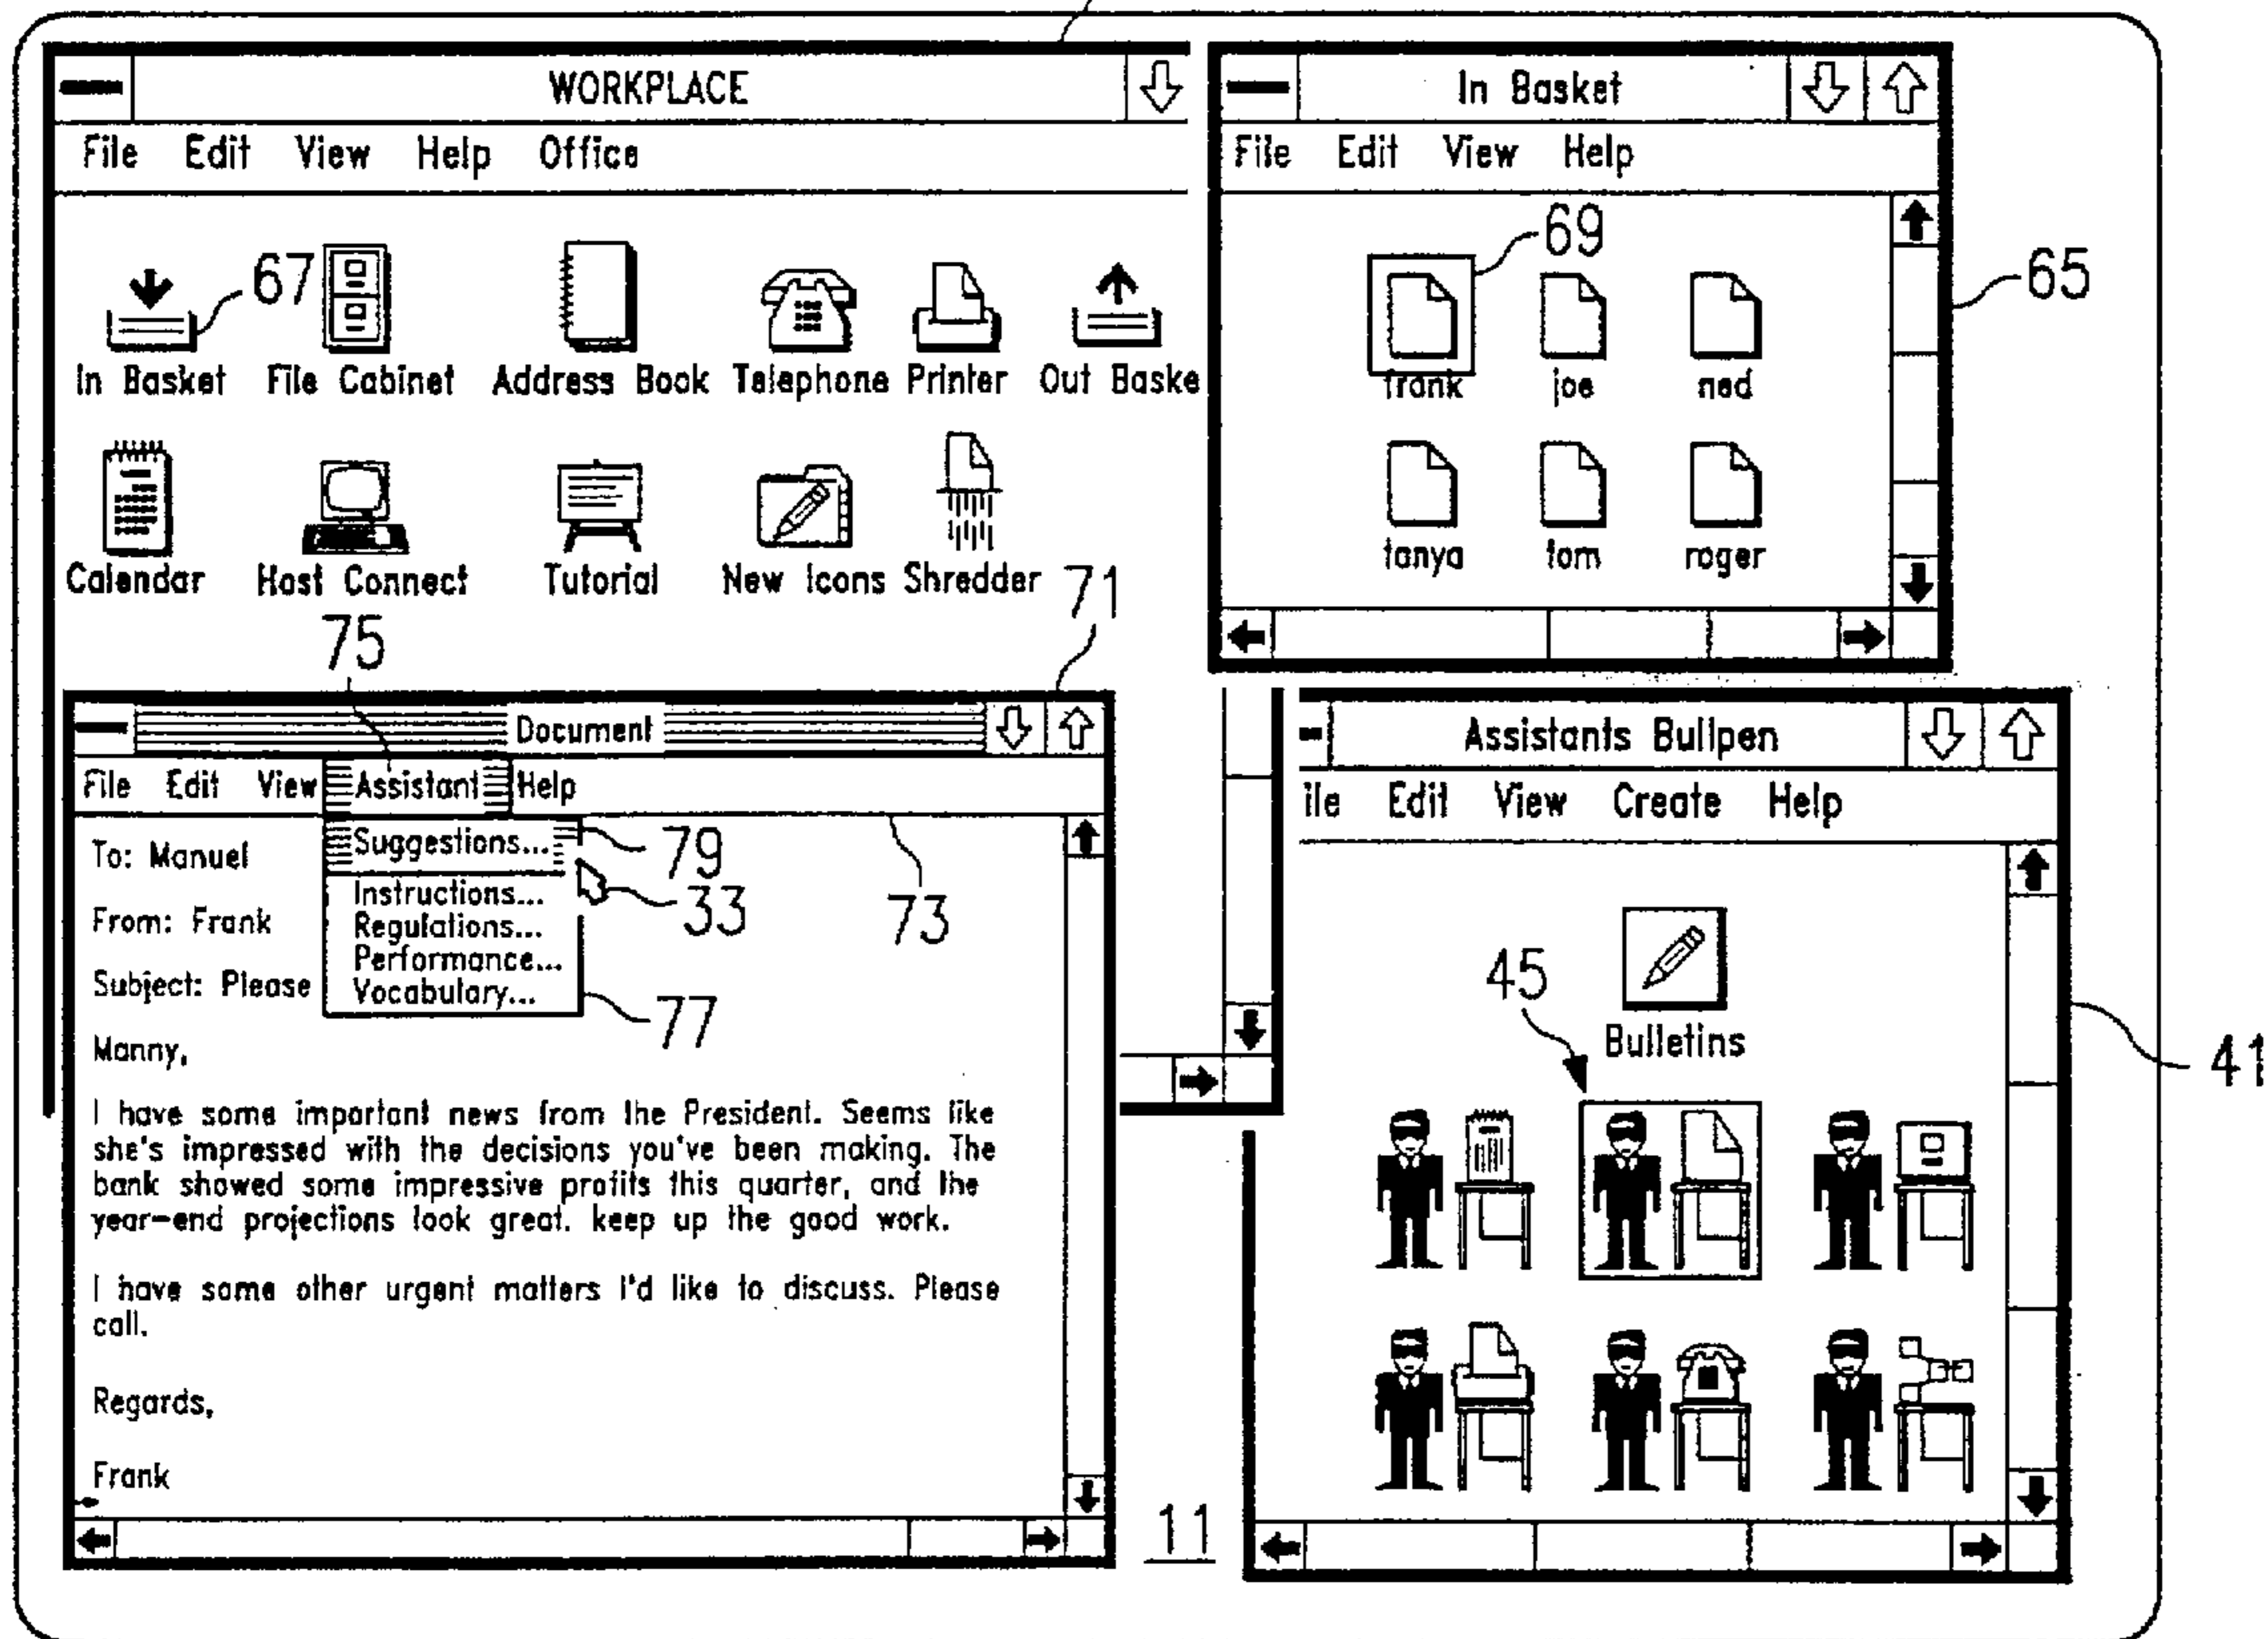 WORKPLACE
File Edit View Help Office
67
In Basket File Cabinet Address Book Telephone Printer Out Baske
Calendar Host Connect Tutorial New Icons Shredder
In Basket
File Edit View Help
69
65
frank joe ned
tanya tom roger
71
75
Document
File Edit View Assistant Help
Suggestions...
Instructions...
Regulations...
Performance...
Vocabulary...
79
33
73
77
To: Manuel
From: Frank
Subject: Please
Manny,
I have some important news from the President. Seems like
she's impressed with the decisions you've been making. The
bank showed some impressive profits this quarter, and the
year-end projections look great. keep up the good work.
I have some other urgent matters I'd like to discuss. Please
call.
Regards,
Frank
11
Assistants Bullpen
ile Edit View Create Help
45
Bulletins
41